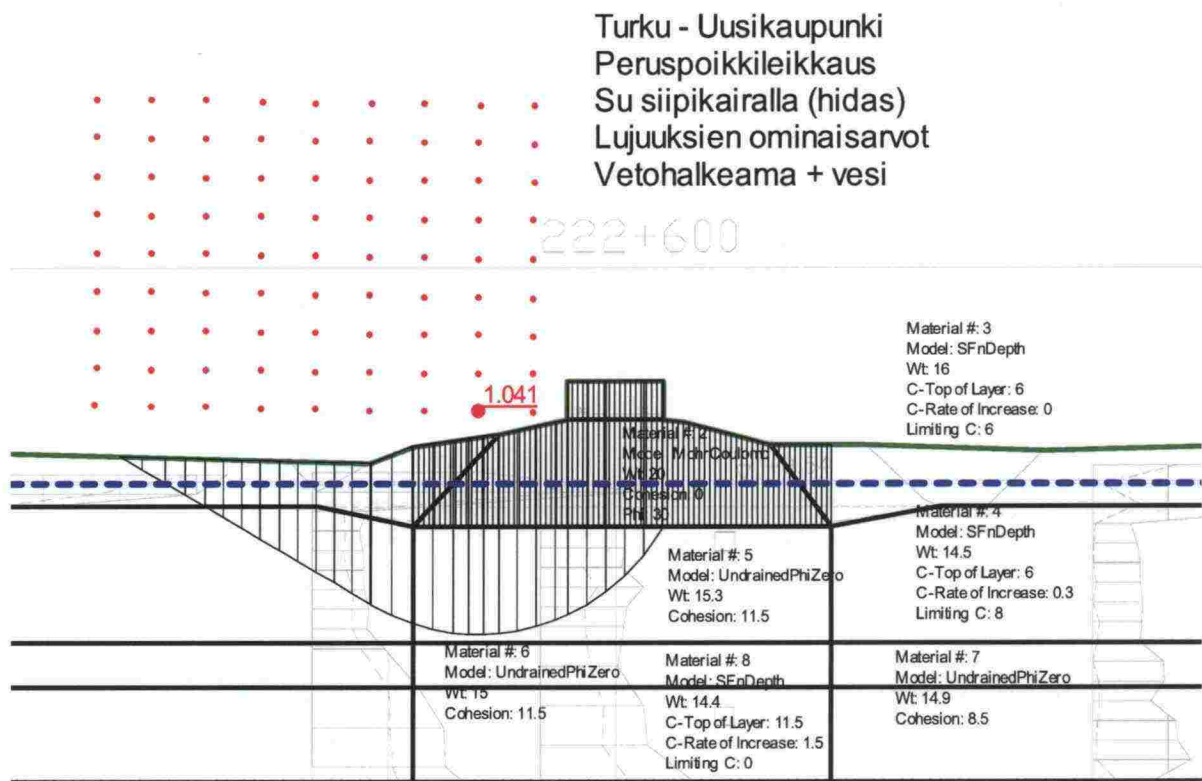 Turku - Uusikaupunki
Peruspoikkileikkaus
Su siipikairalla (hidas)
Lujuuksien ominaisarvot
Vetohalkeama + vesi
222+600
1.041
Material #: 3
Model: SFnDepth
Wt: 16
C-Top of Layer: 6
C-Rate of Increase: 0
Limiting C: 6
Material #: 2
Model: MohrCoulomb
Wt: 20
Cohesion: 0
Phi: 30
Material #: 4
Model: SFnDepth
Wt: 14.5
C-Top of Layer: 6
C-Rate of Increase: 0.3
Limiting C: 8
Material #: 5
Model: UndrainedPhiZero
Wt: 15.3
Cohesion: 11.5
Material #: 6
Model: UndrainedPhiZero
Wt: 15
Cohesion: 11.5
Material #: 8
Model: SFnDepth
Wt: 14.4
C-Top of Layer: 11.5
C-Rate of Increase: 1.5
Limiting C: 0
Material #: 7
Model: UndrainedPhiZero
Wt: 14.9
Cohesion: 8.5